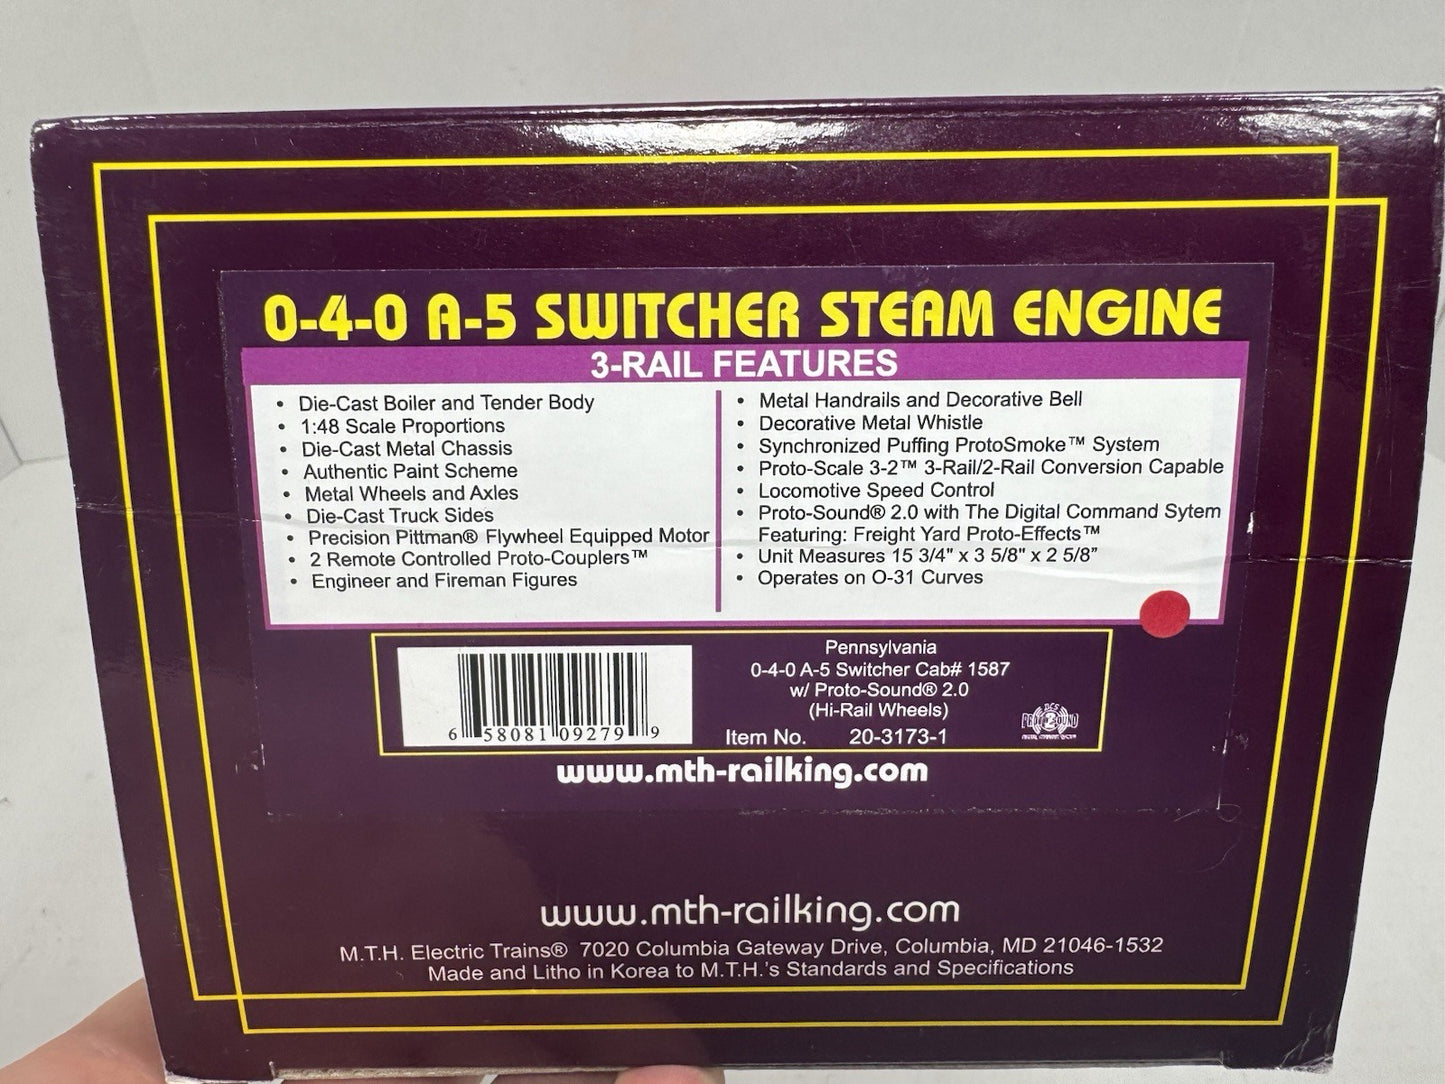 0-4-0 A-5 SWITCHER STEAM ENGINE
3-RAIL FEATURES
• Die-Cast Boiler and Tender Body
• 1:48 Scale Proportions
• Die-Cast Metal Chassis
• Authentic Paint Scheme
• Metal Wheels and Axles
• Die-Cast Truck Sides
• Precision Pittman® Flywheel Equipped Motor
• 2 Remote Controlled Proto-Couplers™
• Engineer and Fireman Figures
• Metal Handrails and Decorative Bell
• Decorative Metal Whistle
• Synchronized Puffing ProtoSmoke™ System
• Proto-Scale 3-2™ 3-Rail/2-Rail Conversion Capable
• Locomotive Speed Control
• Proto-Sound® 2.0 with The Digital Command Sytem
Featuring: Freight Yard Proto-Effects™
• Unit Measures 15 3/4" x 3 5/8" x 2 5/8”
• Operates on O-31 Curves
6 58081 09279 9
Pennsylvania
0-4-0 A-5 Switcher Cab# 1587
w/ Proto-Sound® 2.0
(Hi-Rail Wheels)
Item No. 20-3173-1
www.mth-railking.com
www.mth-railking.com
M.T.H. Electric Trains® 7020 Columbia Gateway Drive, Columbia, MD 21046-1532
Made and Litho in Korea to M.T.H.'s Standards and Specifications